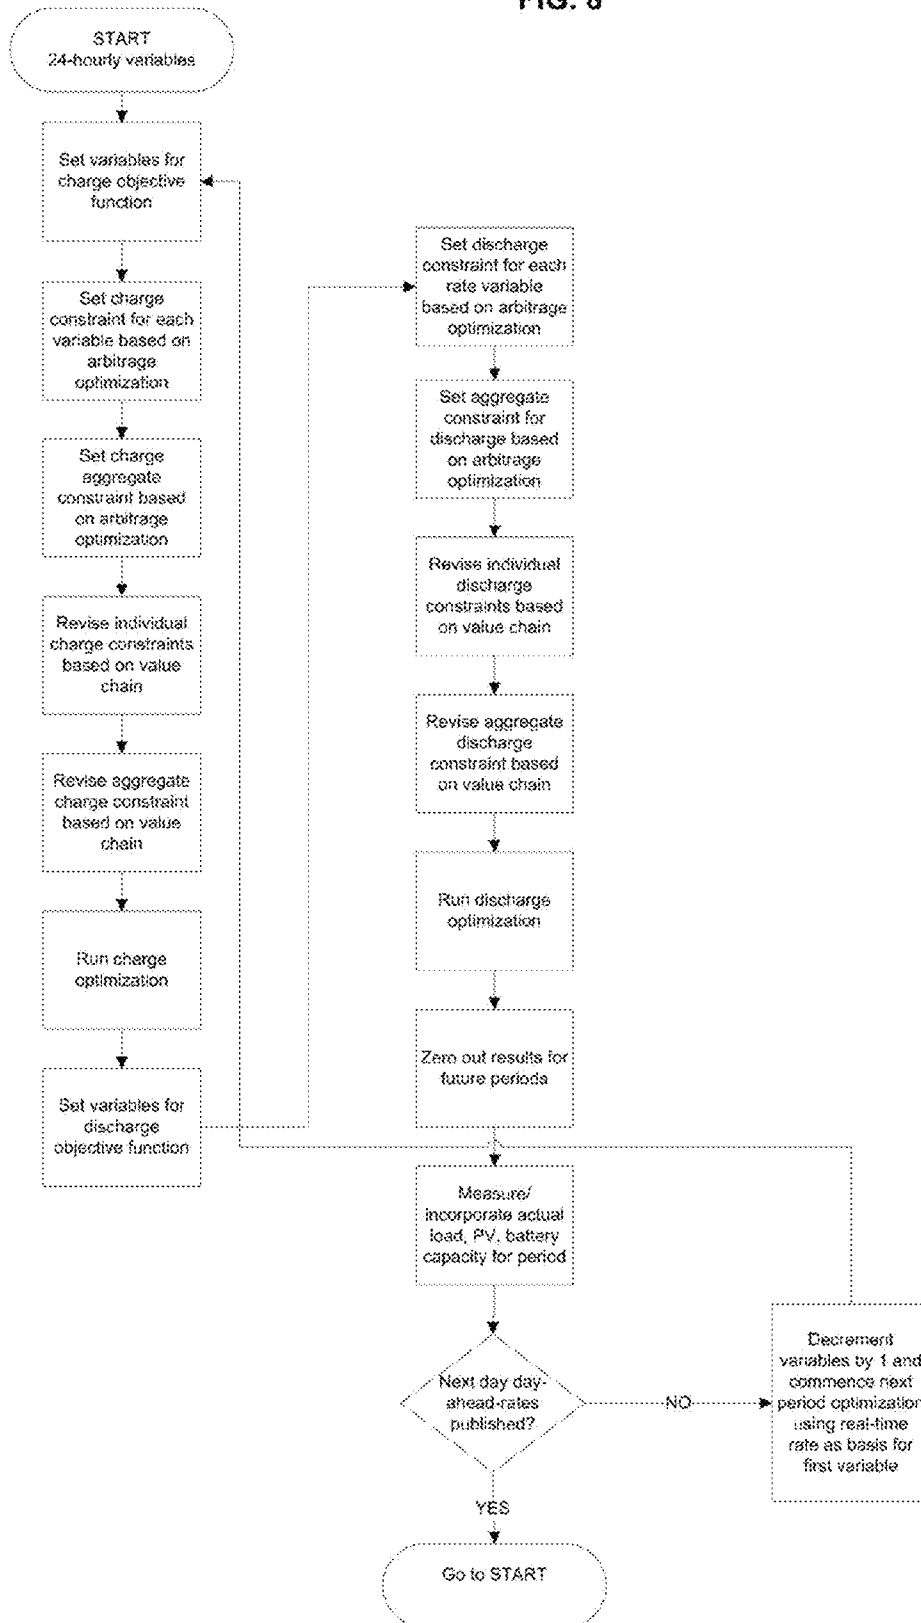 FIG. 8
START
24-hourly variables
Set variables for
charge objective
function
Set charge
constraint for each
variable based on
arbitrage
optimization
Set charge
aggregate
constraint based
on arbitrage
optimization
Revise individual
charge constraints
based on value
chain
Revise aggregate
charge constraint
based on value
chain
Run charge
optimization
Set variables for
discharge
objective function
Set discharge
constraint for each
rate variable
based on arbitrage
optimization
Set aggregate
constraint for
discharge based
on arbitrage
optimization
Revise individual
discharge
constraints based
on value chain
Revise aggregate
discharge
constraint based
on value chain
Run discharge
optimization
Zero out results for
future periods
Measure/
incorporate actual
load, PV, battery
capacity for period
Next day day-
ahead-rates
published?
NO
Decrement
variables by 1 and
commence next
period optimization
using real-time
rate as basis for
first variable
YES
Go to START